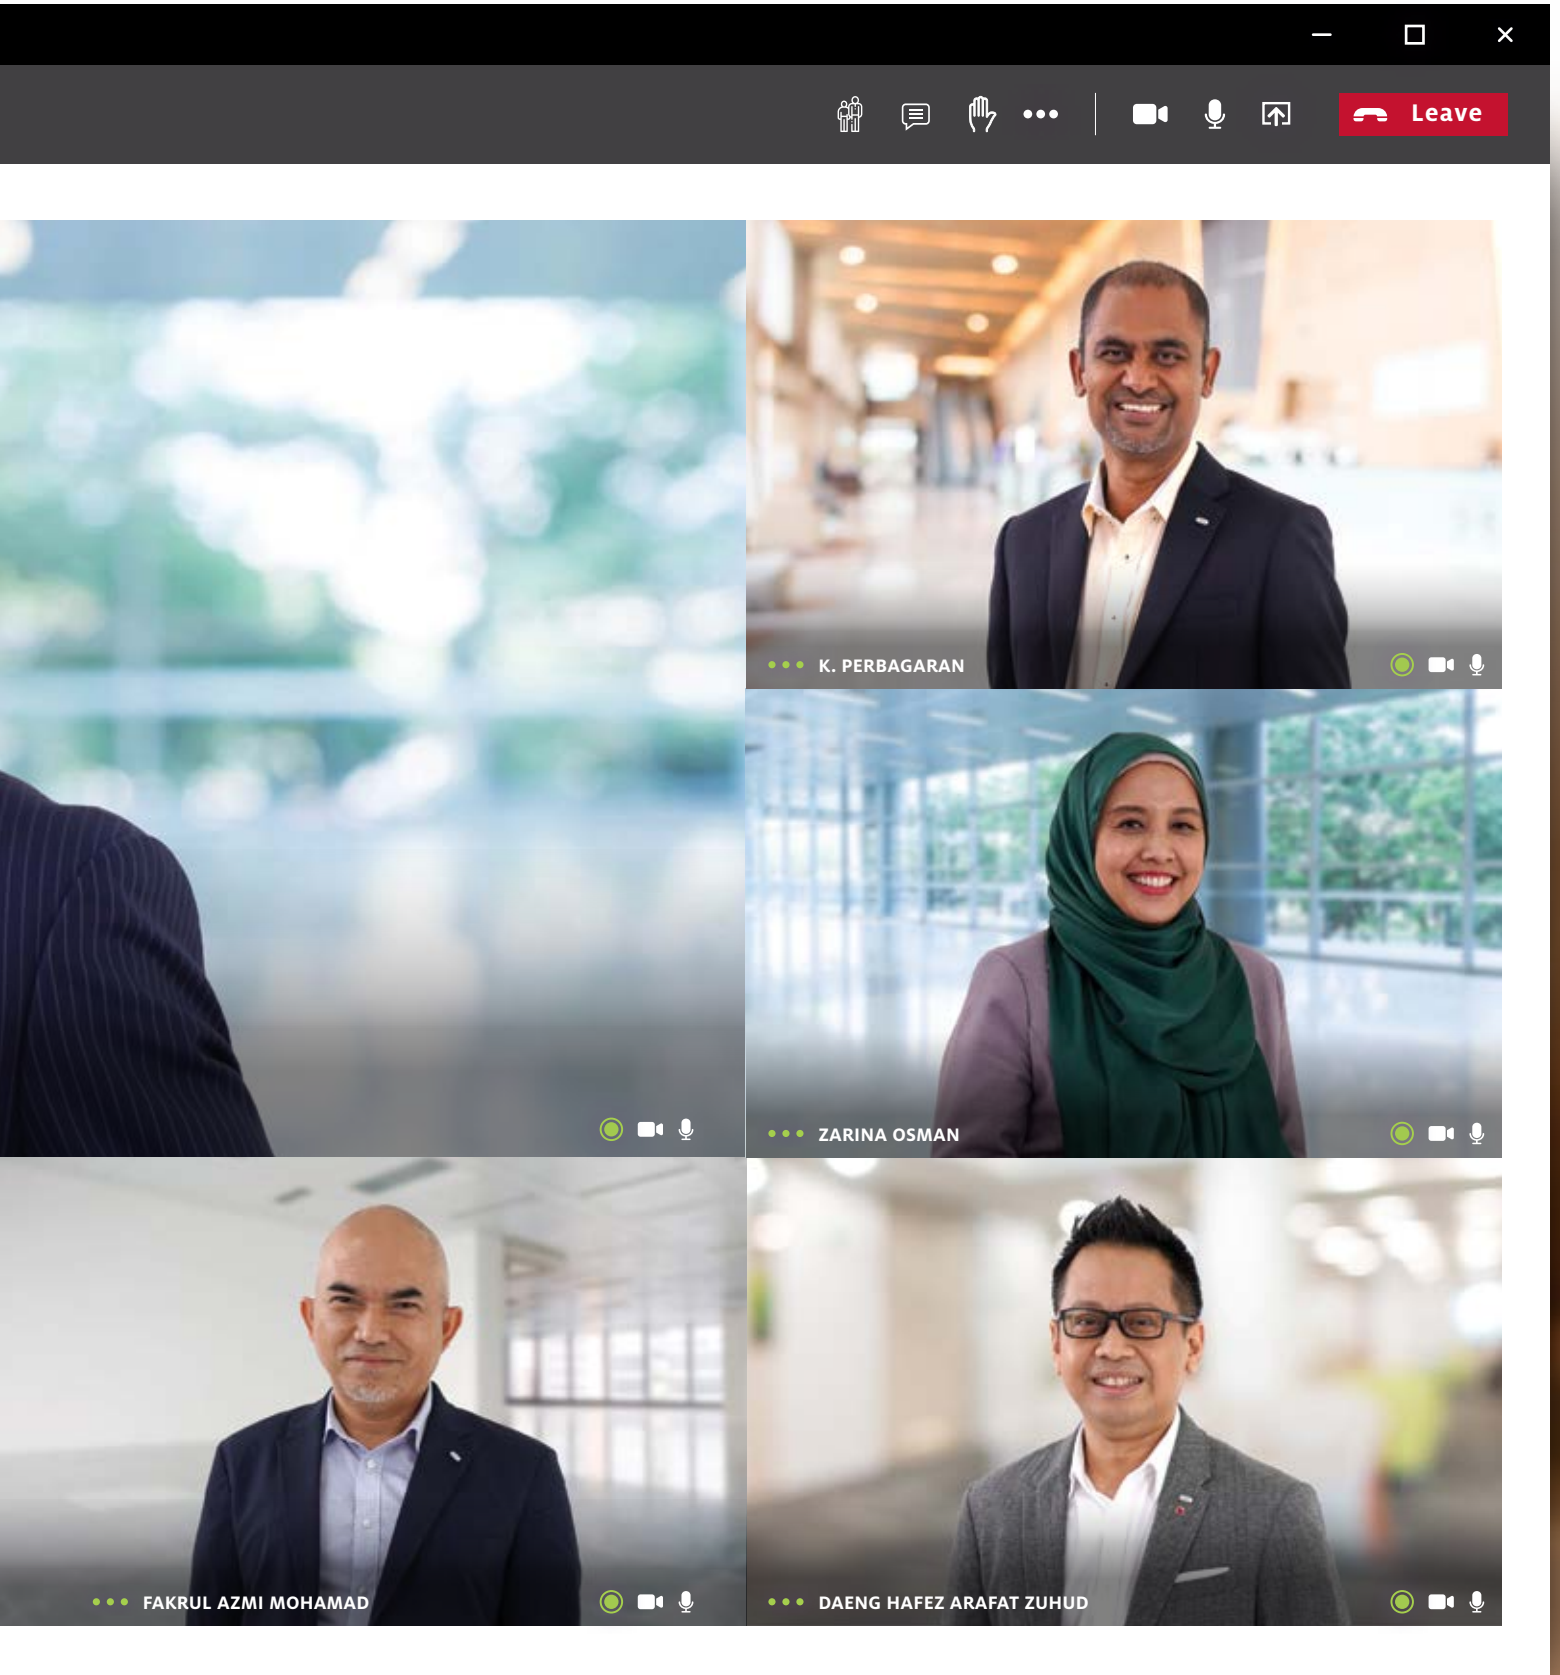 Leave
K. PERBAGARAN
ZARINA OSMAN
FAKRUL AZMI MOHAMAD
DAENG HAFEZ ARAFAT ZUHUD